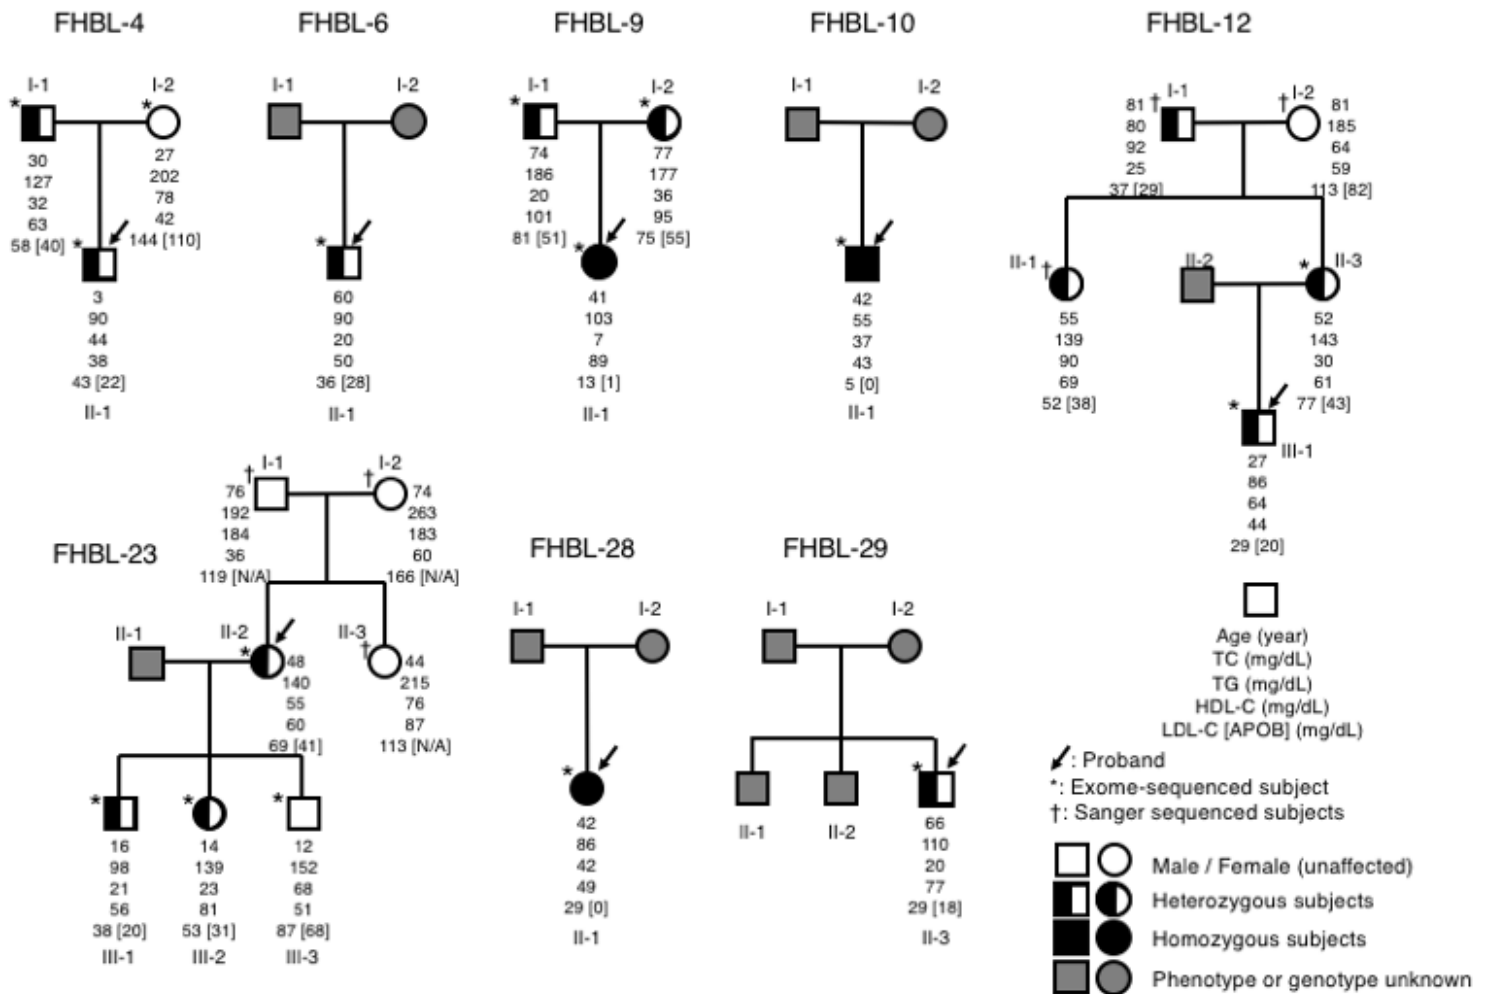 FHBL-4
I-1
I-2
*
*
30
127
32
63
58 [40]
27
202
78
42
144 [110]
*
3
90
44
38
43 [22]
II-1
FHBL-6
I-1
I-2
*
60
90
20
50
36 [28]
II-1
FHBL-9
I-1
I-2
*
*
74
186
20
101
81 [51]
77
177
36
95
75 [55]
*
41
103
7
89
13 [1]
II-1
FHBL-10
I-1
I-2
*
42
55
37
43
5 [0]
II-1
FHBL-12
† I-1
† I-2
81
80
92
25
37 [29]
81
185
64
59
113 [82]
II-1 †
55
139
90
69
52 [38]
II-2
* II-3
52
143
30
61
77 [43]
*
III-1
27
86
64
44
29 [20]
FHBL-23
† I-1
† I-2
76
192
184
36
119 [N/A]
74
263
183
60
166 [N/A]
II-1
II-2
*
48
140
55
60
69 [41]
II-3
†
44
215
76
87
113 [N/A]
*
16
98
21
56
38 [20]
III-1
*
14
139
23
81
53 [31]
III-2
*
12
152
68
51
87 [68]
III-3
FHBL-28
I-1
I-2
*
42
86
42
49
29 [0]
II-1
FHBL-29
I-1
I-2
II-1
II-2
*
66
110
20
77
29 [18]
II-3
Age (year)
TC (mg/dL)
TG (mg/dL)
HDL-C (mg/dL)
LDL-C [APOB] (mg/dL)
: Proband
*: Exome-sequenced subject
†: Sanger sequenced subjects
Male / Female (unaffected)
Heterozygous subjects
Homozygous subjects
Phenotype or genotype unknown